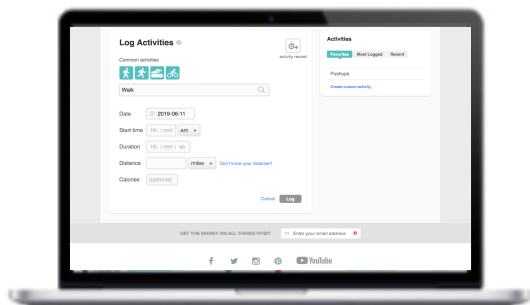 Log Activities
activity record
Common activities
Walk
Date 2019-06-11
Start time hh : mm am
Duration hh : mm : ss
Distance miles Don't know your distance?
Calories (optional)
Cancel Log
Activities
Favorites Most Logged Recent
Pushups
Create custom activity
GET THE SKINNY ON ALL THINGS FITBIT Enter your email address
YouTube